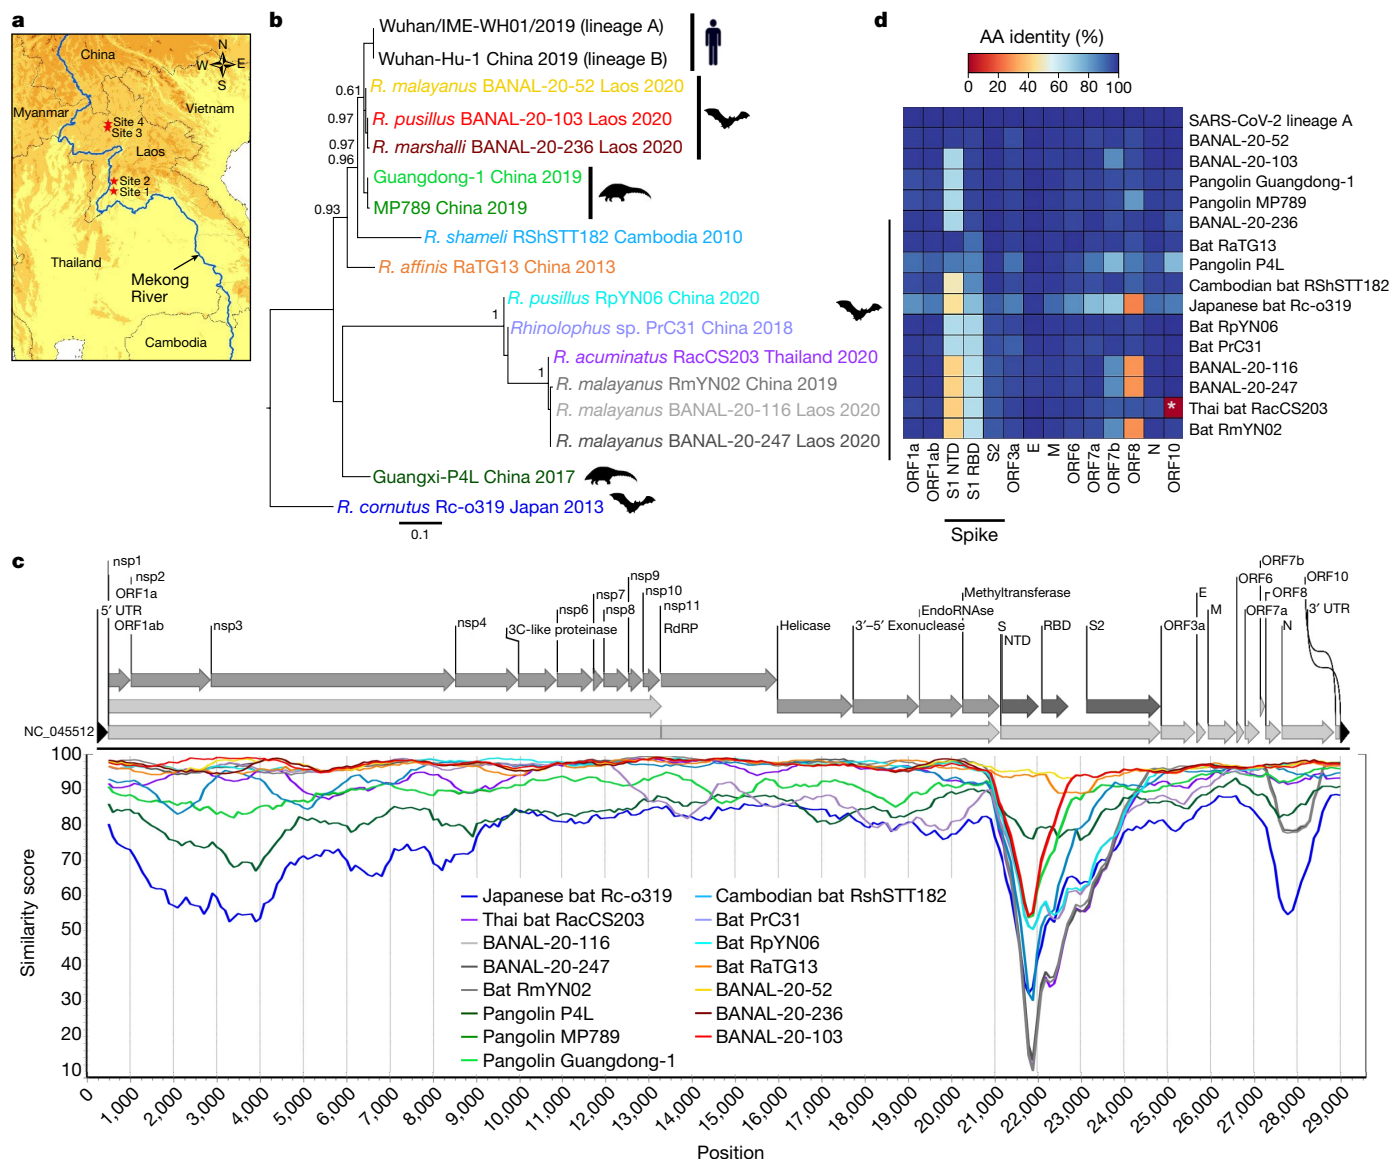 a
China
N
W E
S
Myanmar
Vietnam
Site 4
Site 3
Laos
Site 2
Site 1
Thailand
Mekong
River
Cambodia
b
Wuhan/IME-WH01/2019 (lineage A)
Wuhan-Hu-1 China 2019 (lineage B)
R. malayanus BANAL-20-52 Laos 2020
0.61
R. pusillus BANAL-20-103 Laos 2020
0.97
R. marshalli BANAL-20-236 Laos 2020
0.97
0.96
Guangdong-1 China 2019
MP789 China 2019
0.93
R. shameli RShSTT182 Cambodia 2010
R. affinis RaTG13 China 2013
R. pusillus RpYN06 China 2020
1
Rhinolophus sp. PrC31 China 2018
R. acuminatus RacCS203 Thailand 2020
1
R. malayanus RmYN02 China 2019
R. malayanus BANAL-20-116 Laos 2020
R. malayanus BANAL-20-247 Laos 2020
Guangxi-P4L China 2017
R. cornutus Rc-o319 Japan 2013
0.1
d
AA identity (%)
0 20 40 60 80 100
SARS-CoV-2 lineage A
BANAL-20-52
BANAL-20-103
Pangolin Guangdong-1
Pangolin MP789
BANAL-20-236
Bat RaTG13
Pangolin P4L
Cambodian bat RShSTT182
Japanese bat Rc-o319
Bat RpYN06
Bat PrC31
BANAL-20-116
BANAL-20-247
Thai bat RacCS203
*
Bat RmYN02
ORF1a
ORF1ab
S1 NTD
S1 RBD
S2
ORF3a
E
M
ORF6
ORF7a
ORF7b
ORF8
N
ORF10
Spike
c
nsp1
nsp2
ORF1a
5′ UTR
ORF1ab
nsp3
nsp4
3C-like proteinase
nsp6
nsp7
nsp8
nsp9
nsp10
nsp11
RdRP
Helicase
3′–5′ Exonuclease
EndoRNAse
Methyltransferase
S
NTD
RBD
S2
ORF3a
E
M
ORF6
ORF7a
ORF7b
ORF8
N
ORF10
3′ UTR
NC_045512
100
90
80
70
60
50
40
30
20
10
Similarity score
Japanese bat Rc-o319
Thai bat RacCS203
BANAL-20-116
BANAL-20-247
Bat RmYN02
Pangolin P4L
Pangolin MP789
Pangolin Guangdong-1
Cambodian bat RshSTT182
Bat PrC31
Bat RpYN06
Bat RaTG13
BANAL-20-52
BANAL-20-236
BANAL-20-103
0 1,000 2,000 3,000 4,000 5,000 6,000 7,000 8,000 9,000 10,000 11,000 12,000 13,000 14,000 15,000 16,000 17,000 18,000 19,000 20,000 21,000 22,000 23,000 24,000 25,000 26,000 27,000 28,000 29,000
Position